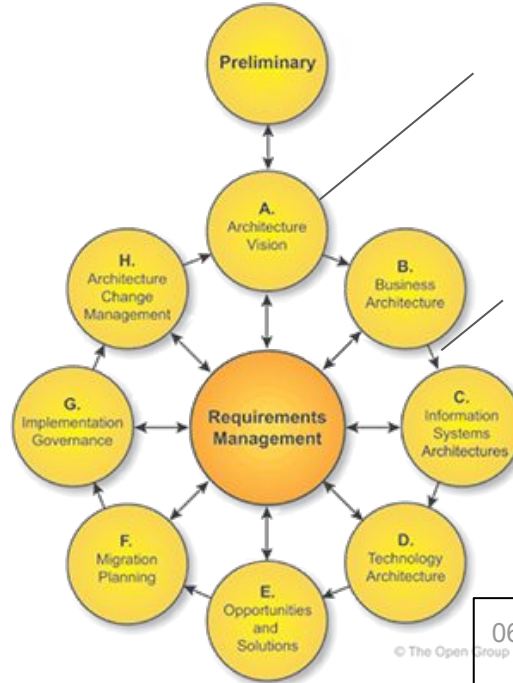 Preliminary
A.
Architecture
Vision
B.
Business
Architecture
C.
Information
Systems
Architectures
D.
Technology
Architecture
E.
Opportunities
and
Solutions
F.
Migration
Planning
G.
Implementation
Governance
H.
Architecture
Change
Management
Requirements
Management
06
© The Open Group